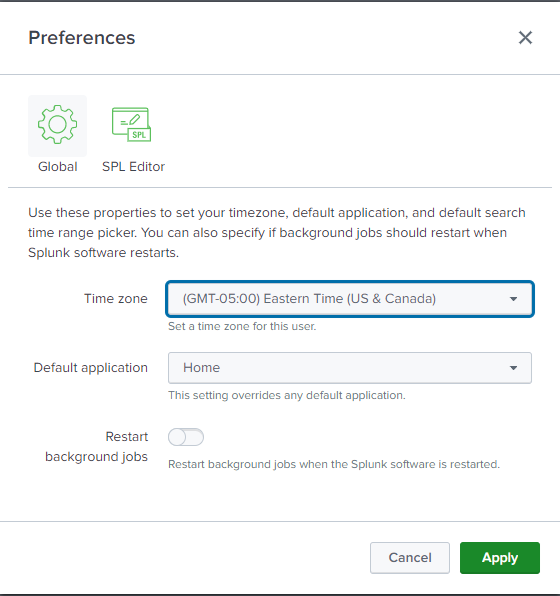 Preferences
SPL
Global
SPL Editor
Use these properties to set your timezone, default application, and default search
time range picker. You can also specify if background jobs should restart when
Splunk software restarts.
Time zone
(GMT-05:00) Eastern Time (US & Canada)
Set a time zone for this user.
Default application
Home
This setting overrides any default application.
Restart
background jobs
Restart background jobs when the Splunk software is restarted.
Cancel
Apply